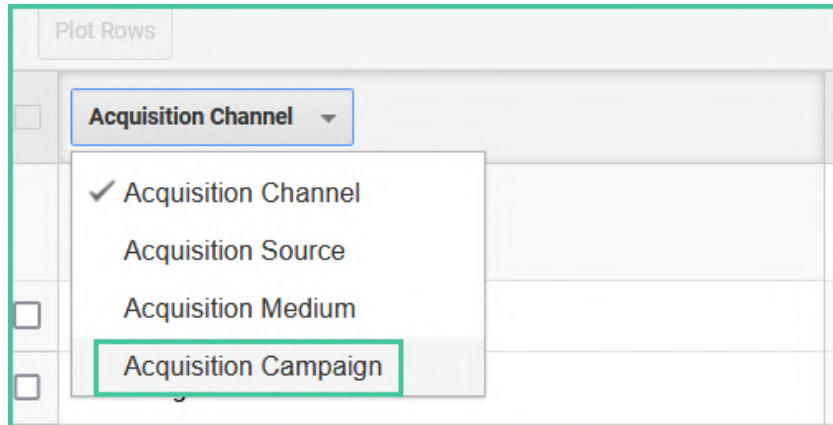 Plot Rows
Acquisition Channel
Acquisition Channel
Acquisition Source
Acquisition Medium
Acquisition Campaign